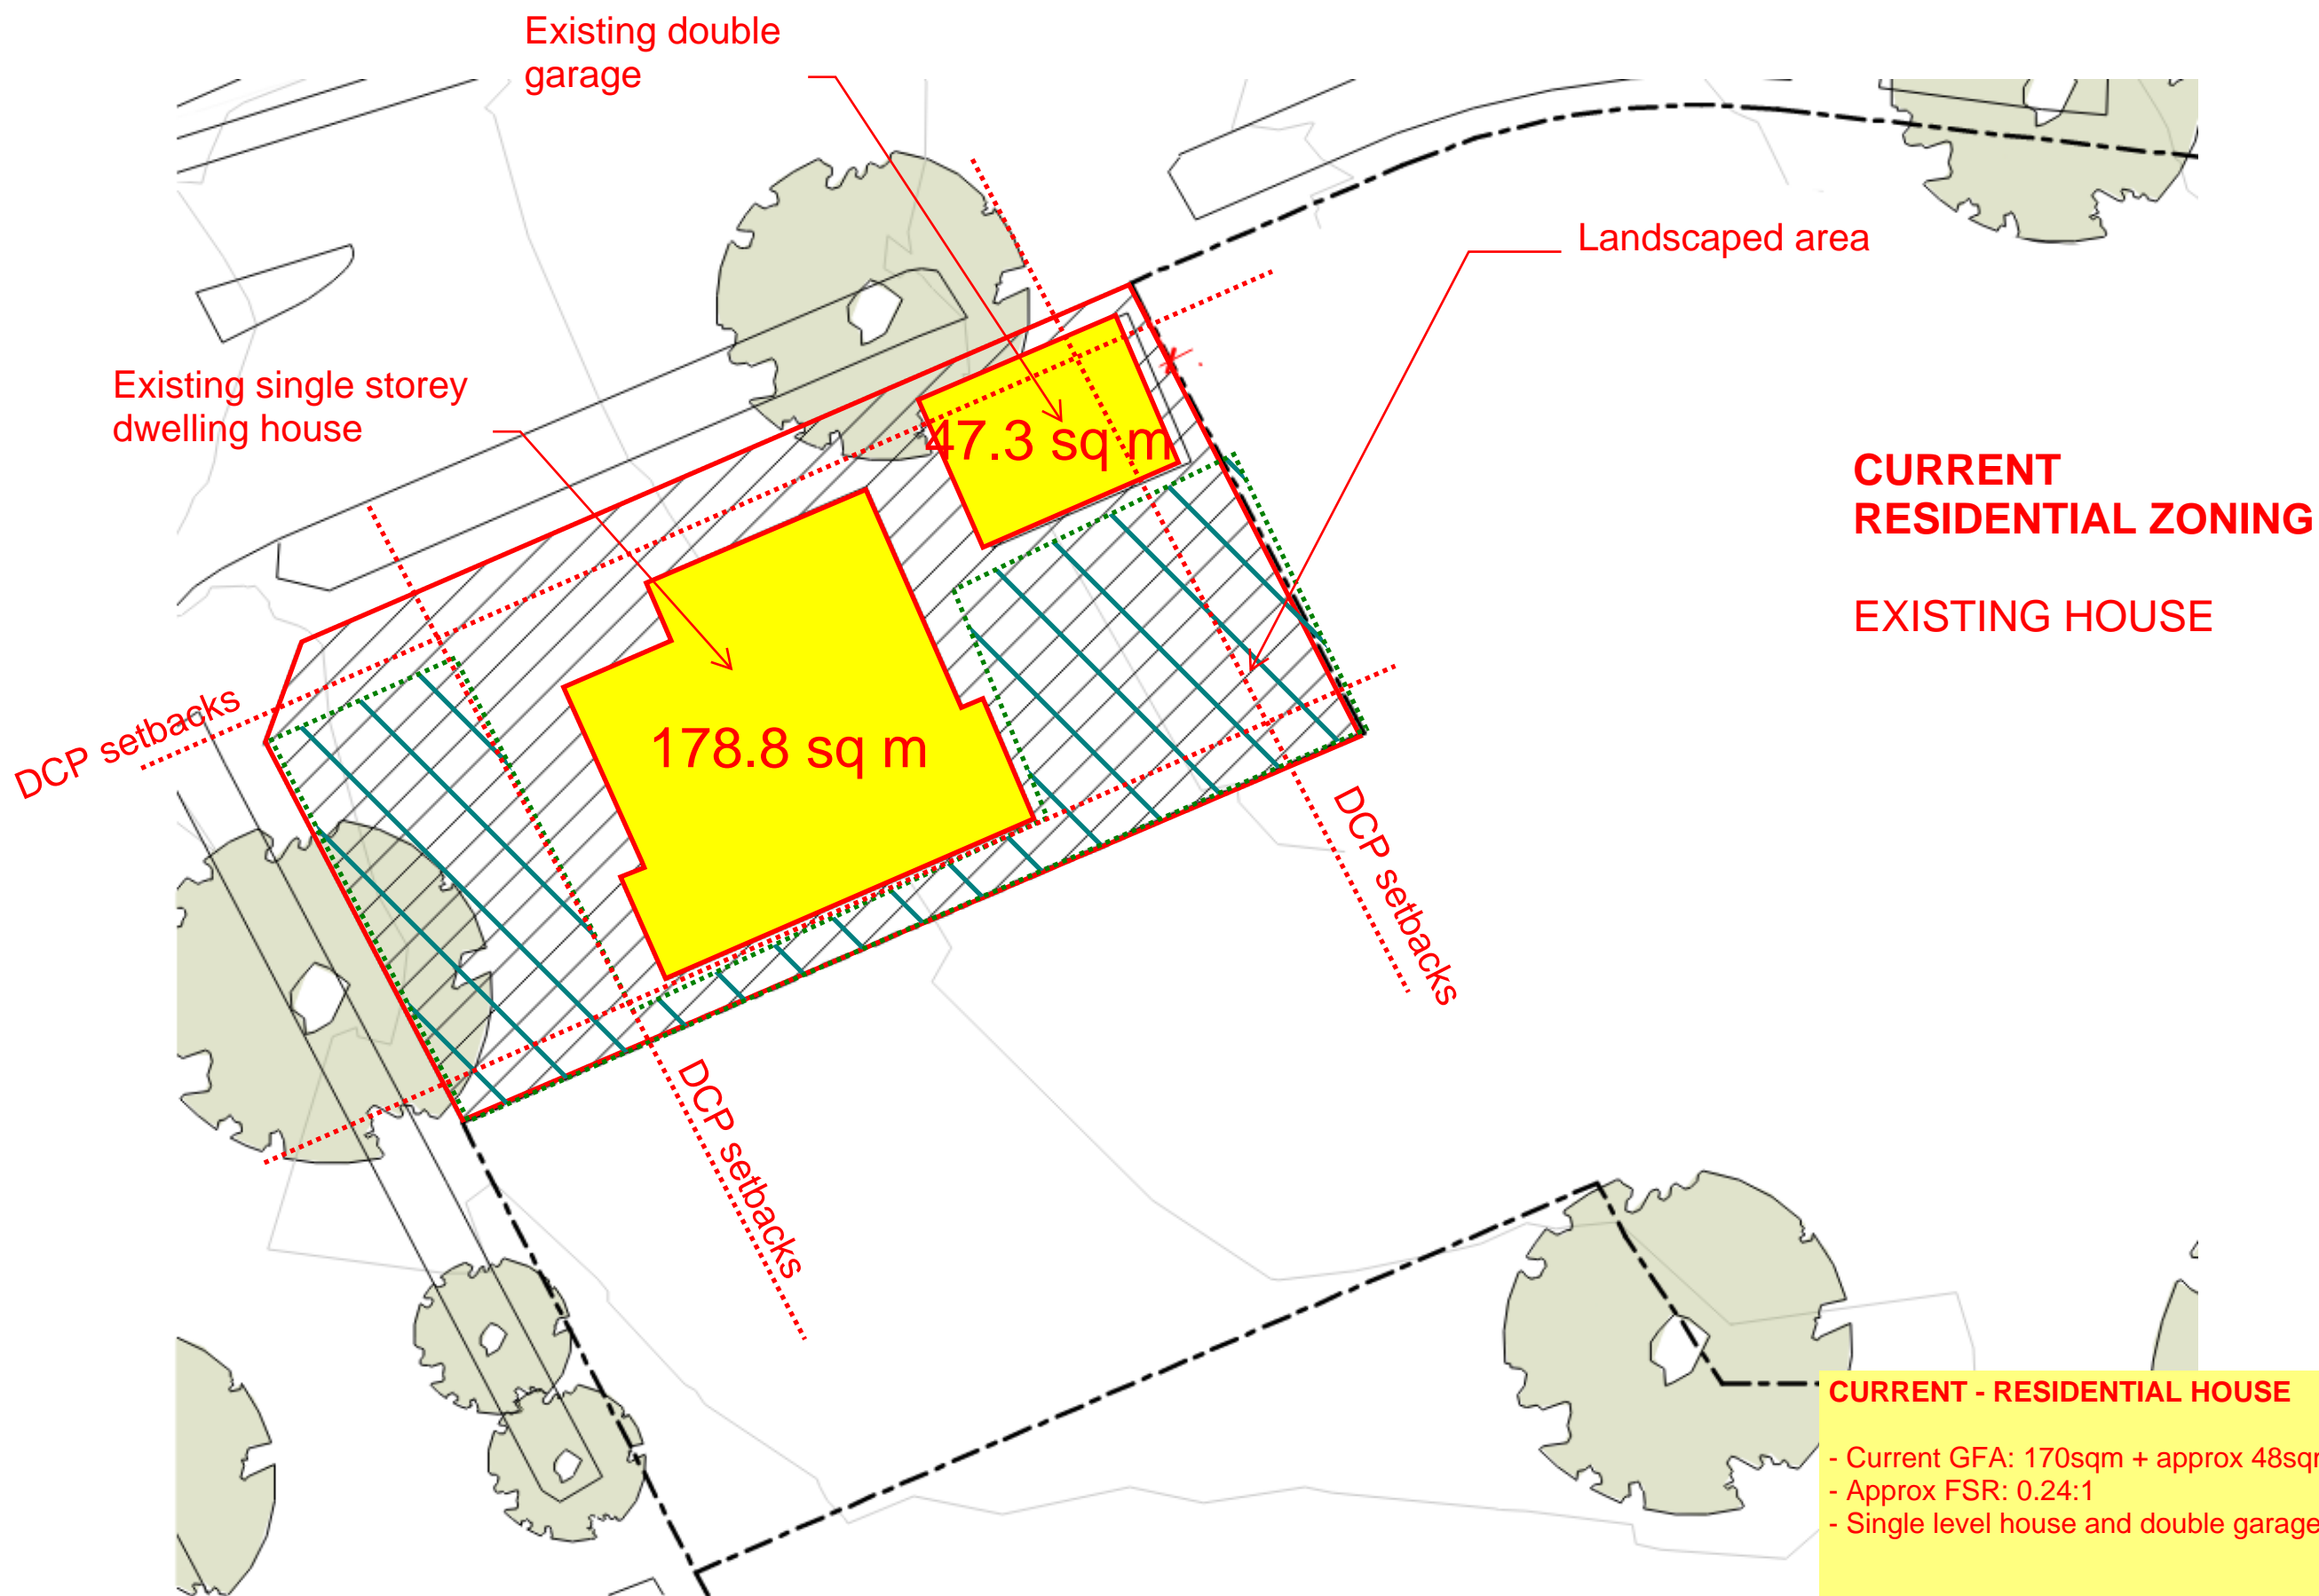 Existing double
garage
Landscaped area
Existing single storey
dwelling house
47.3 sq m
CURRENT
RESIDENTIAL ZONING
EXISTING HOUSE
DCP setbacks
178.8 sq m
DCP setbacks
DCP setbacks
CURRENT - RESIDENTIAL HOUSE
- Current GFA: 170sqm + approx 48sq
- Approx FSR: 0.24:1
- Single level house and double garage